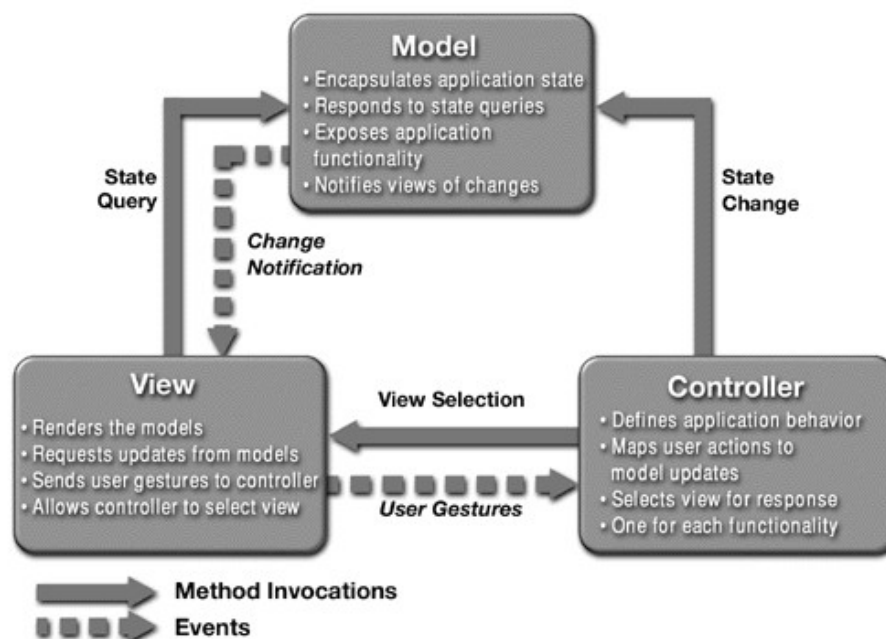 Model
• Encapsulates application state
• Responds to state queries
• Exposes application
functionality
• Notifies views of changes
State
Query
Change
Notification
State
Change
View
• Renders the models
• Requests updates from models
• Sends user gestures to controller
• Allows controller to select view
View Selection
User Gestures
Controller
• Defines application behavior
• Maps user actions to
model updates
• Selects view for response
• One for each functionality
Method Invocations
Events